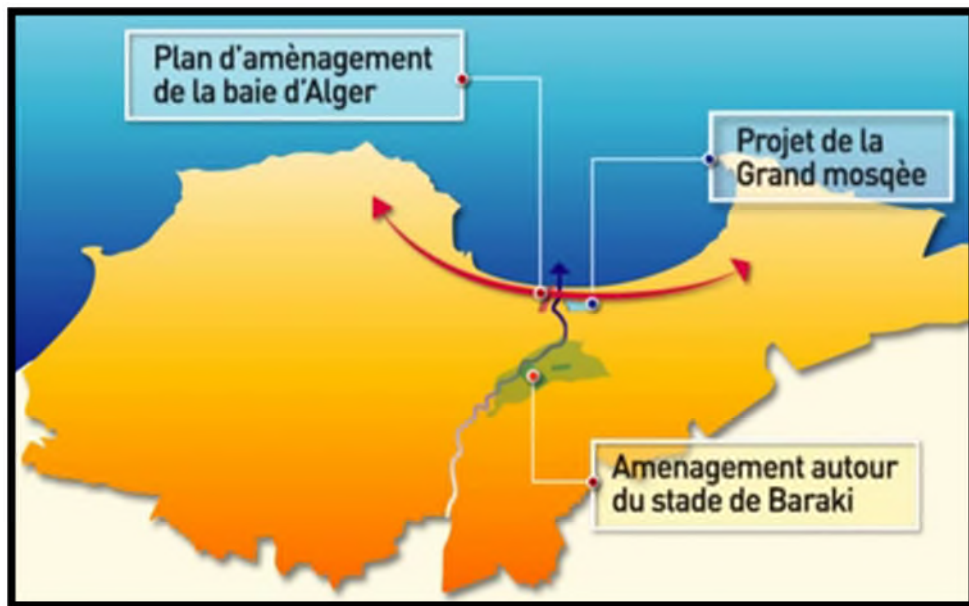 Plan d'amènagement
de la baie d'Alger
Projet de la
Grand mosqèe
Amenagement autour
du stade de Baraki